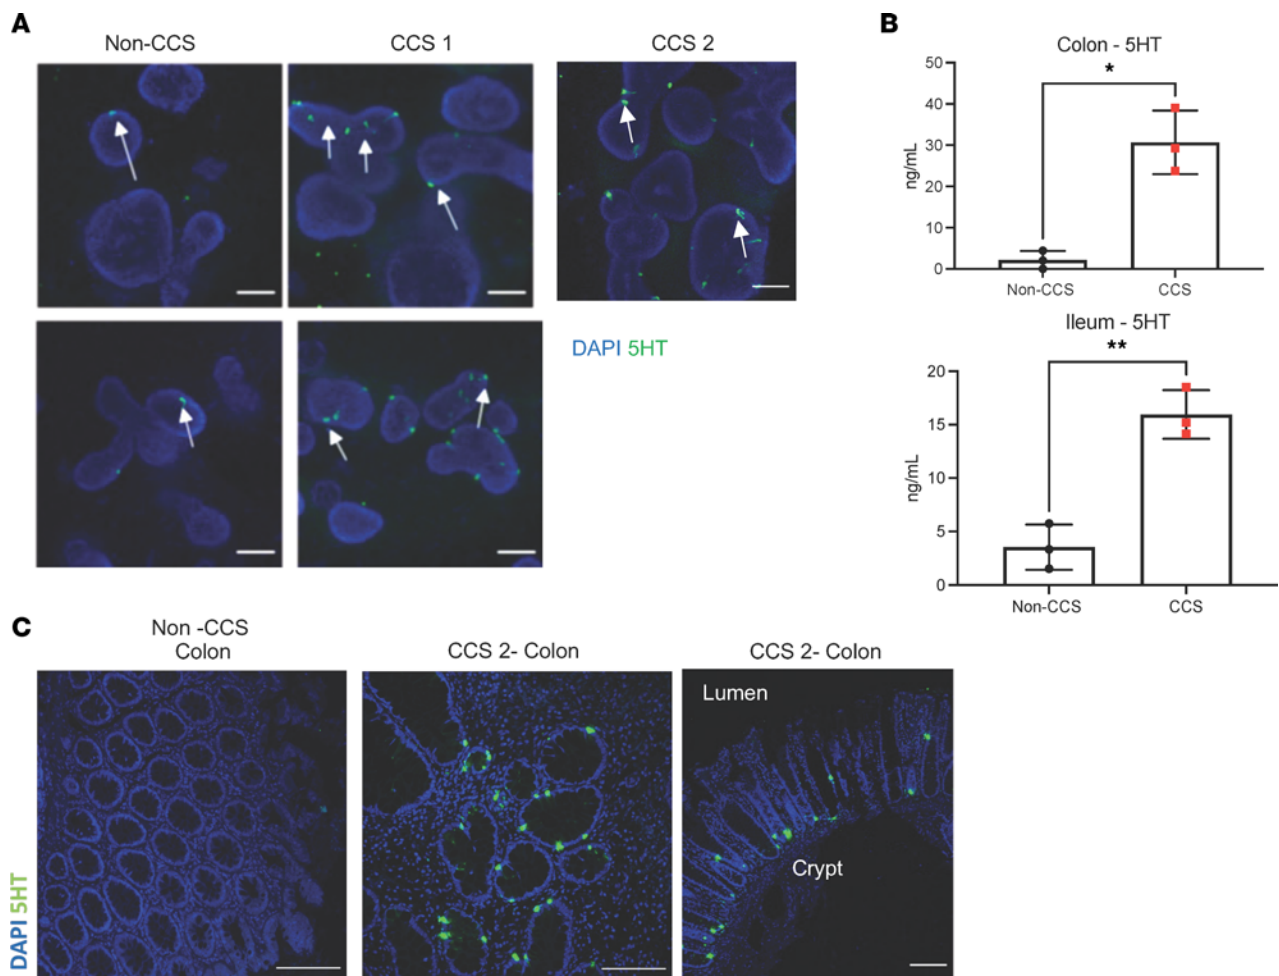 A
Non-CCS
CCS 1
CCS 2
DAPI 5HT
B
Colon - 5HT
*
50
40
30
20
10
0
ng/mL
Non-CCS
CCS
Ileum - 5HT
**
20
15
10
5
0
ng/mL
Non-CCS
CCS
C
Non -CCS
Colon
CCS 2- Colon
CCS 2- Colon
Lumen
Crypt
DAPI 5HT